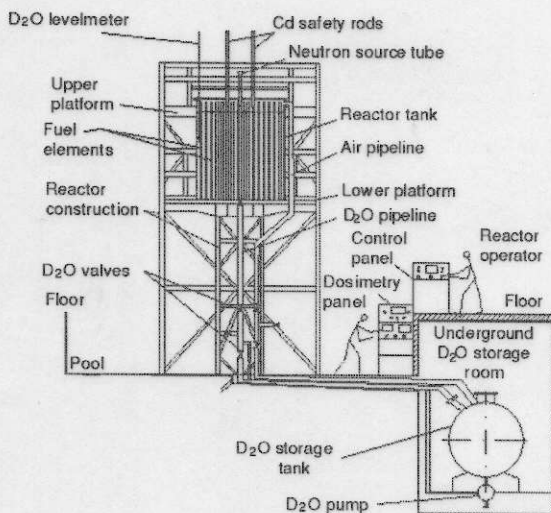 D2O levelmeter
Cd safety rods
Neutron source tube
Upper
platform
Reactor tank
Fuel
elements
Air pipeline
Reactor
construction
Lower platform
D2O pipeline
Control
panel
Reactor
operator
D2O valves
Dosimetry
panel
Floor
Floor
Underground
D2O storage
room
Pool
D2O storage
tank
D2O pump